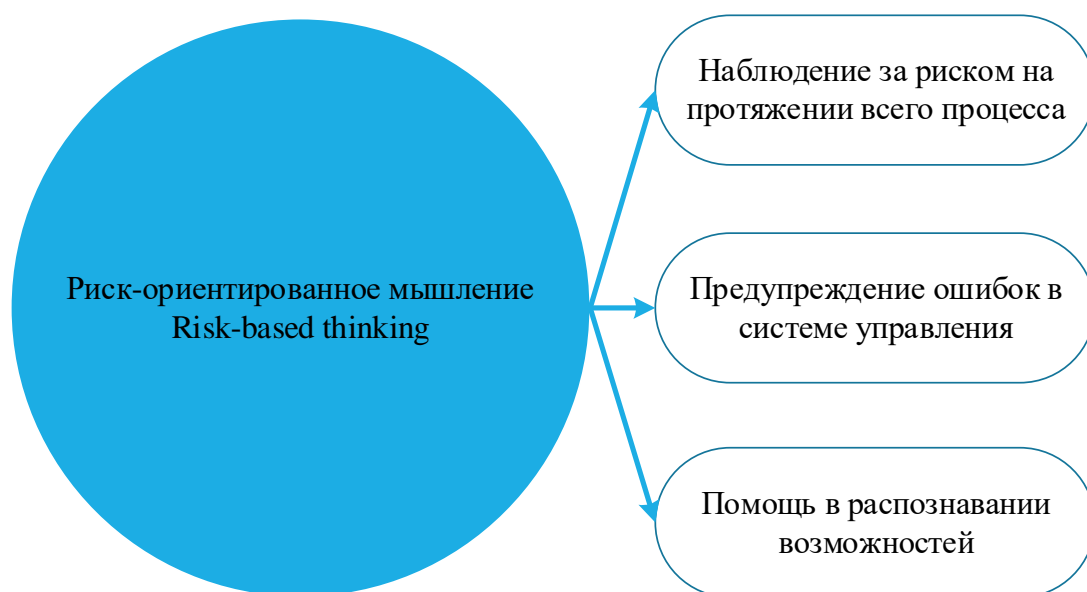 Риск-ориентированное мышление
Risk-based thinking
Наблюдение за риском на
протяжении всего процесса
Предупреждение ошибок в
системе управления
Помощь в распознавании
возможностей